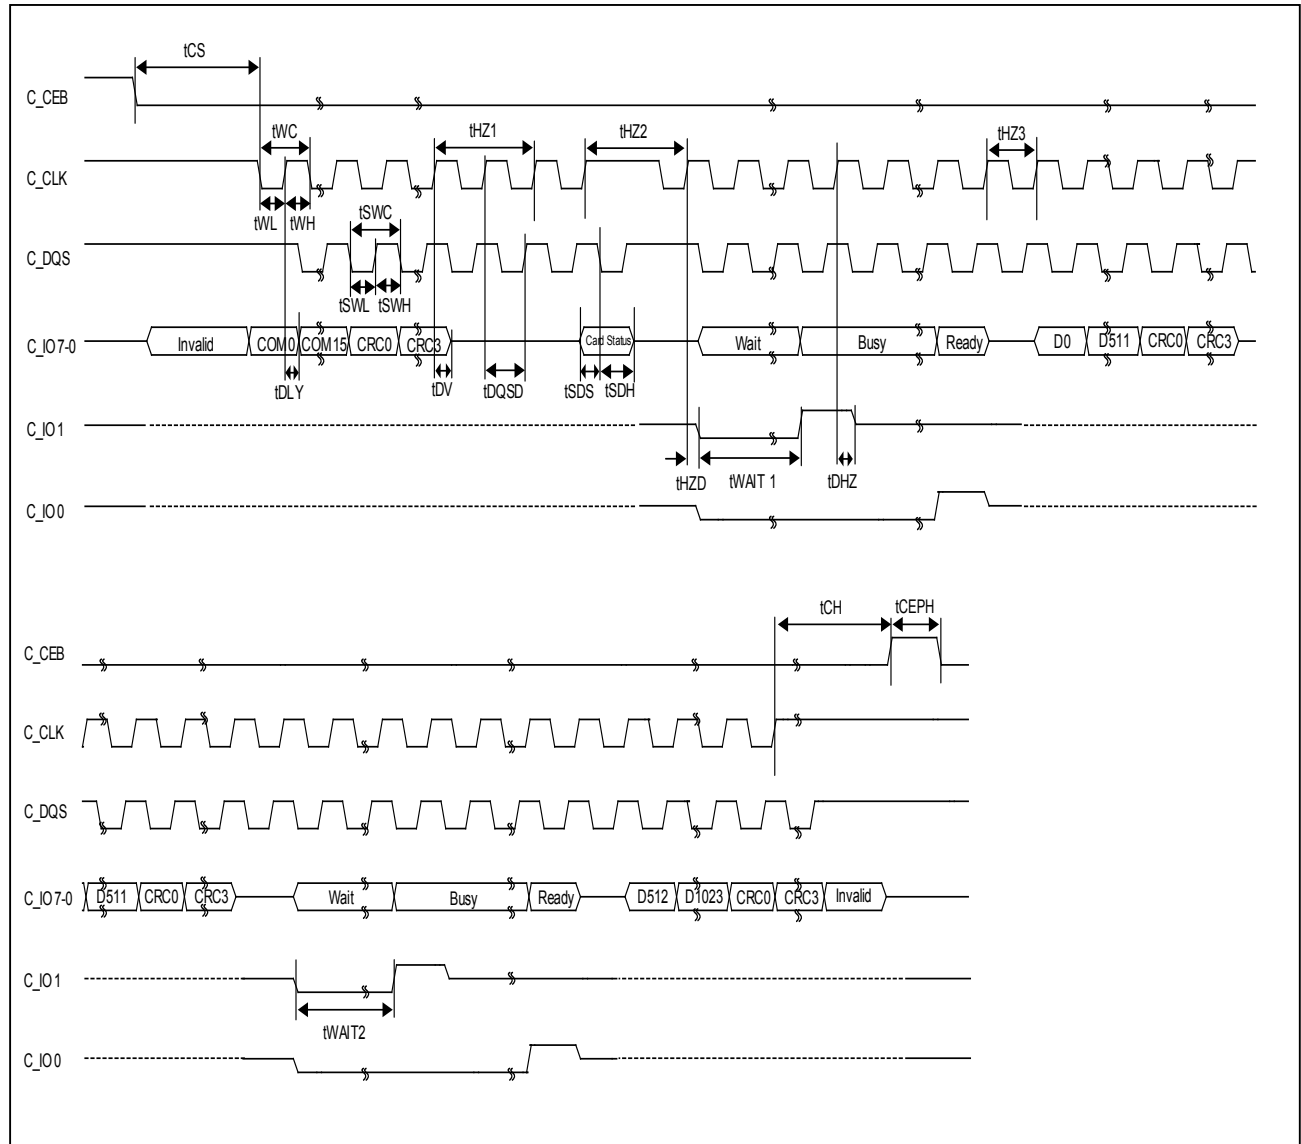 tCS
C_CEB
tWC tHZ1 tHZ2 tHZ3
C_CLK
tWL tWH tSWC
C_DQS
tSWL tSWH
C_IO7-0 Invalid COM0 COM15 CRC0 CRC3 Card Status Wait Busy Ready D0 D511 CRC0 CRC3
tDLY tDV tDQSD tSDS tSDH
C_IO1
tHZD tWAIT 1 tDHZ
C_IO0
tCH tCEPH
C_CEB
C_CLK
C_DQS
C_IO7-0 D511 CRC0 CRC3 Wait Busy Ready D512 D1023 CRC0 CRC3 Invalid
C_IO1
tWAIT2
C_IO0